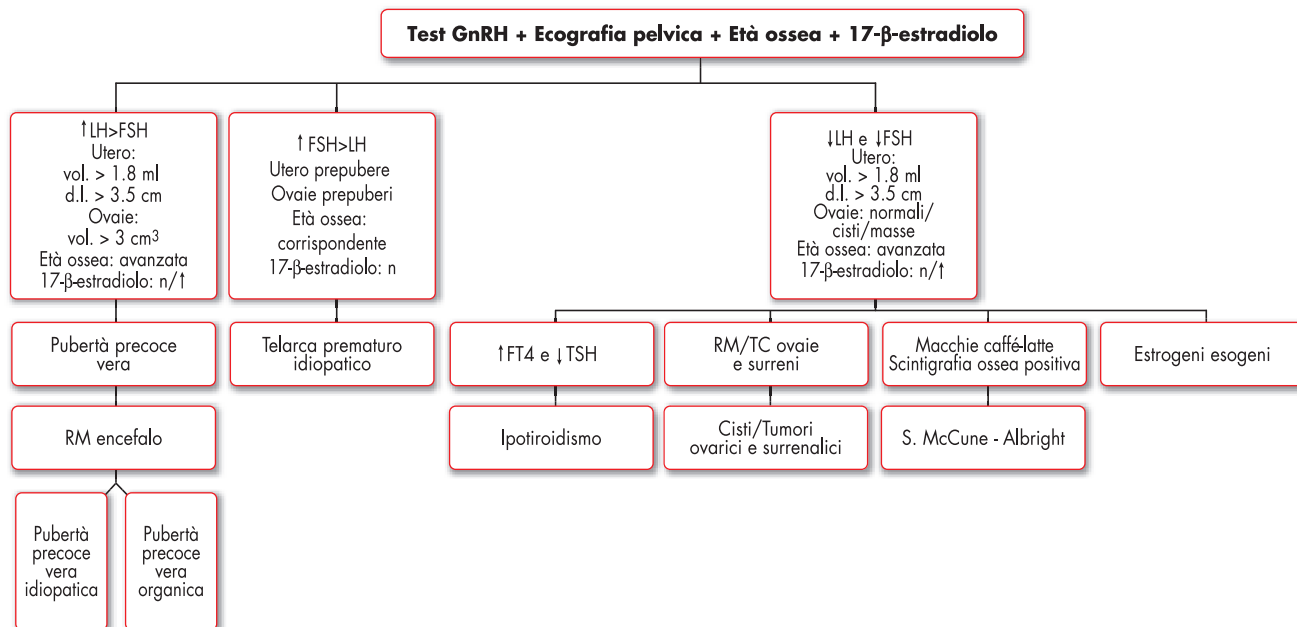 Test GnRH + Ecografia pelvica + Età ossea + 17-β-estradiolo
↑LH>FSH
Utero:
vol. > 1.8 ml
d.l. > 3.5 cm
Ovaie:
vol. > 3 cm³
Età ossea: avanzata
17-β-estradiolo: n/↑
↑ FSH>LH
Utero prepubere
Ovaie prepuberi
Età ossea:
corrispondente
17-β-estradiolo: n
↓LH e ↓FSH
Utero:
vol. > 1.8 ml
d.l. > 3.5 cm
Ovaie: normali/
cisti/masse
Età ossea: avanzata
17-β-estradiolo: n/↑
Pubertà precoce
vera
Telarca prematuro
idiopatico
↑FT4 e ↓TSH
RM/TC ovaie
e surreni
Macchie caffé-latte
Scintigrafia ossea positiva
Estrogeni esogeni
RM encefalo
Ipotiroidismo
Cisti/Tumori
ovarici e surrenalici
S. McCune - Albright
Pubertà
precoce
vera
idiopatica
Pubertà
precoce
vera
organica